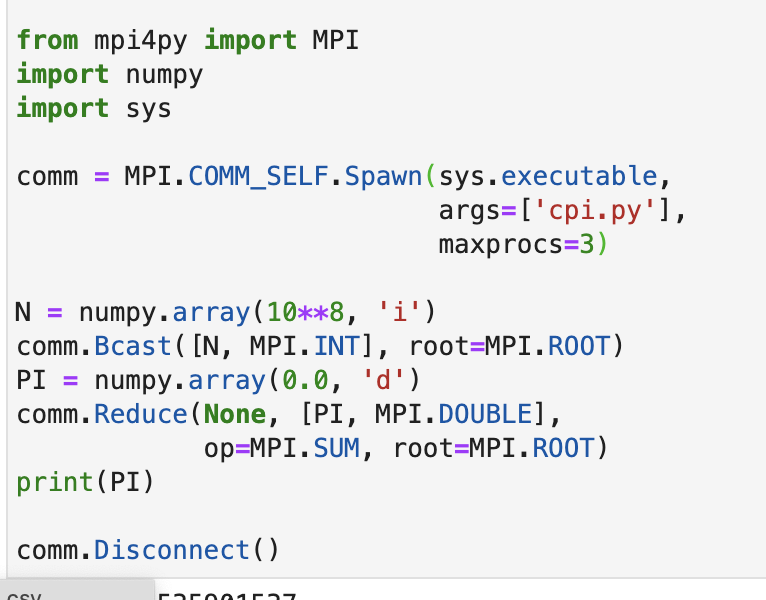 from mpi4py import MPI
import numpy
import sys
comm = MPI.COMM_SELF.Spawn(sys.executable,
args=['cpi.py'],
maxprocs=3)
N = numpy.array(10**8, 'i')
comm.Bcast([N, MPI.INT], root=MPI.ROOT)
PI = numpy.array(0.0, 'd')
comm.Reduce(None, [PI, MPI.DOUBLE],
op=MPI.SUM, root=MPI.ROOT)
print(PI)
comm.Disconnect()